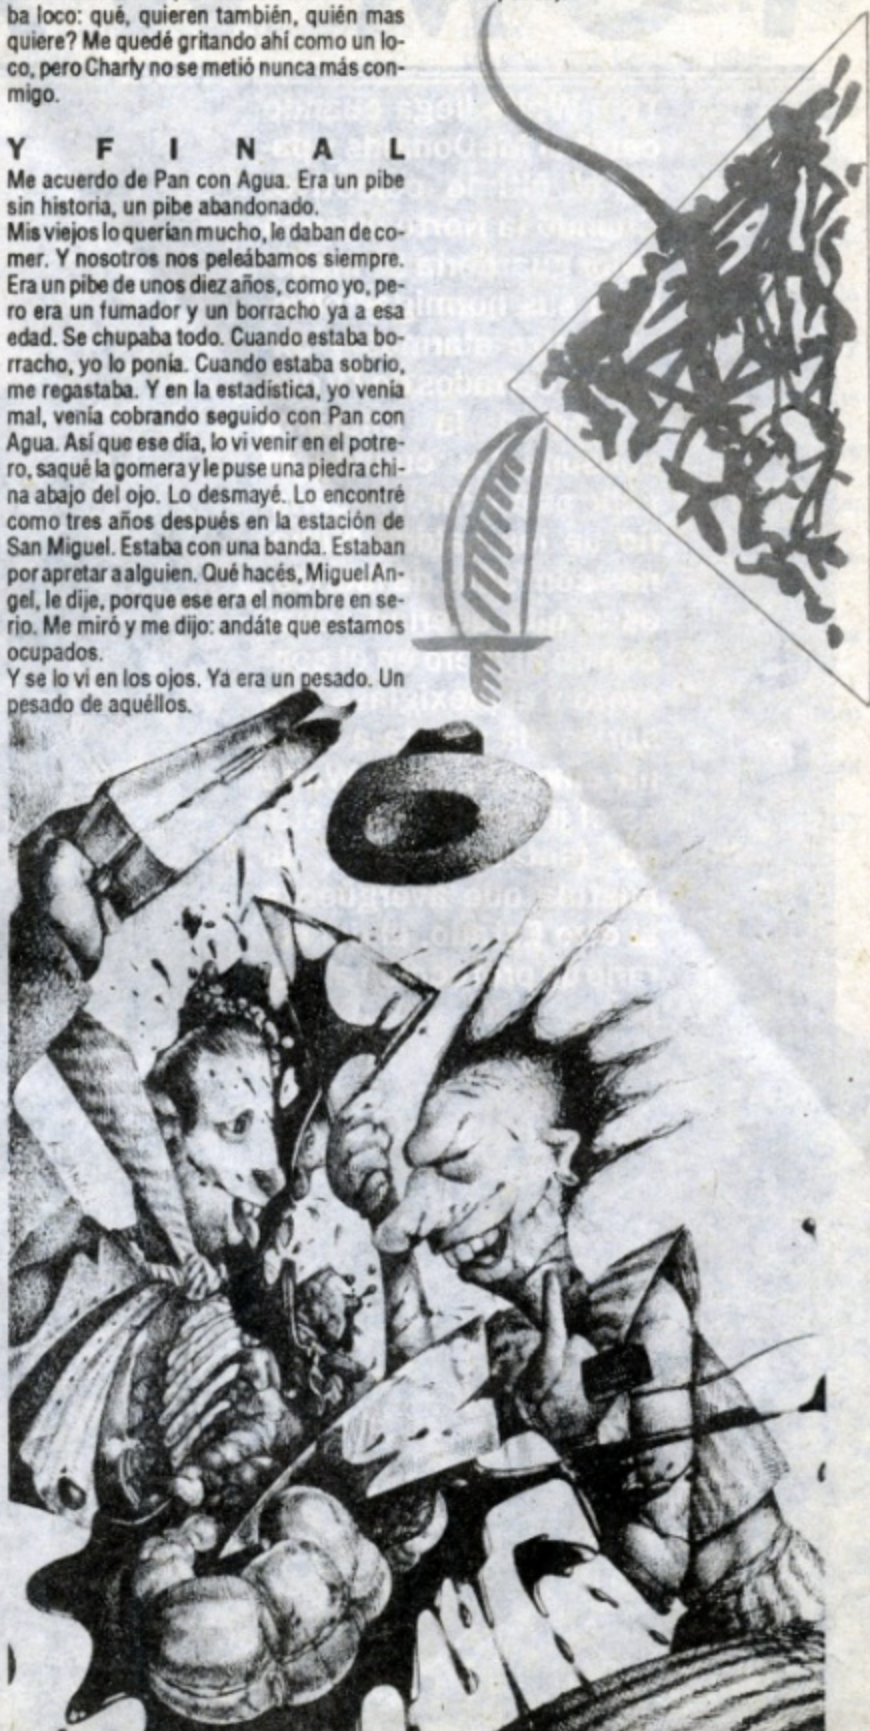 ba loco: qué, quieren también, quién mas
quiere? Me quedé gritando ahí como un lo-
co, pero Charly no se metió nunca más con-
migo.
Y FINAL
Me acuerdo de Pan con Agua. Era un pibe
sin historia, un pibe abandonado.
Mis viejos lo querían mucho, le daban de co-
mer. Y nosotros nos peleábamos siempre.
Era un pibe de unos diez años, como yo, pe-
ro era un fumador y un borracho ya a esa
edad. Se chupaba todo. Cuando estaba bo-
rracho, yo lo ponía. Cuando estaba sobrio,
me regastaba. Y en la estadística, yo venía
mal, venía cobrando seguido con Pan con
Agua. Así que ese día, lo vi venir en el potre-
ro, saqué la gomera y le puse una piedra chi-
na abajo del ojo. Lo desmayé. Lo encontré
como tres años después en la estación de
San Miguel. Estaba con una banda. Estaban
por apretar a alguien. Qué hacés, Miguel An-
gel, le dije, porque ese era el nombre en se-
rio. Me miró y me dijo: andáte que estamos
ocupados.
Y se lo vi en los ojos. Ya era un pesado. Un
pesado de aquéllos.